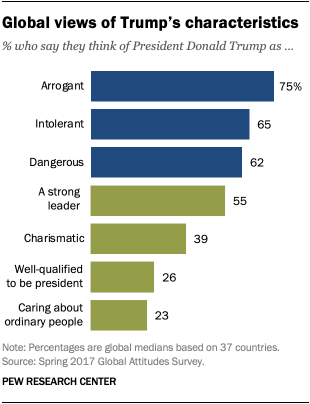 Global views of Trump's characteristics
% who say they think of President Donald Trump as ...
Arrogant 75%
Intolerant 65
Dangerous 62
A strong
leader 55
Charismatic 39
Well-qualified
to be president 26
Caring about
ordinary people 23
Note: Percentages are global medians based on 37 countries.
Source: Spring 2017 Global Attitudes Survey.
PEW RESEARCH CENTER